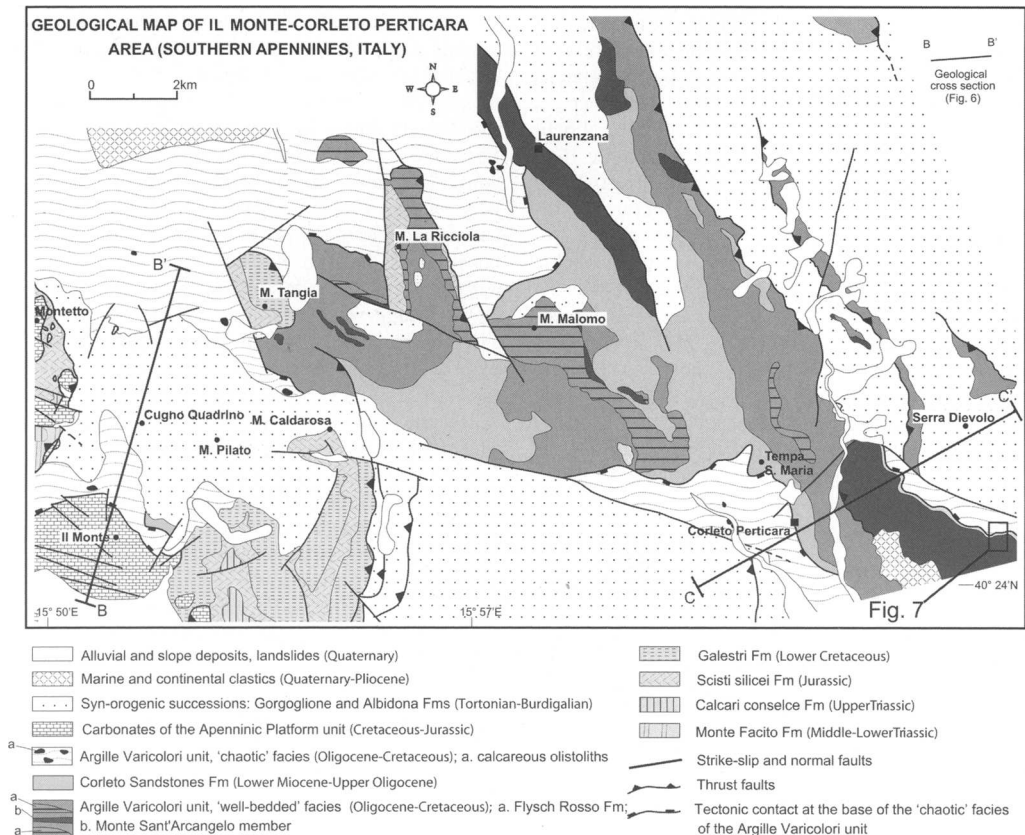 GEOLOGICAL MAP OF IL MONTE-CORLETO PERTICARA
AREA (SOUTHERN APENNINES, ITALY)
0 2km
N
W E
S
B B'
Geological
cross section
(Fig. 6)
Laurenzana
M. La Ricciola
B'
M. Tangia
Montetto
M. Malomo
Cugno Quadrino
M. Caldarosa
M. Pilato
C'
Serra Dievolo
Tempa
S. Maria
Corleto Perticara
Il Monte
B
C
15° 50'E
15° 57'E
40° 24'N
Fig. 7
Alluvial and slope deposits, landslides (Quaternary)
Marine and continental clastics (Quaternary-Pliocene)
Syn-orogenic successions: Gorgoglione and Albidona Fms (Tortonian-Burdigalian)
Carbonates of the Apenninic Platform unit (Cretaceous-Jurassic)
a
Argille Varicolori unit, 'chaotic' facies (Oligocene-Cretaceous); a. calcareous olistoliths
Corleto Sandstones Fm (Lower Miocene-Upper Oligocene)
a
b
a
Argille Varicolori unit, 'well-bedded' facies (Oligocene-Cretaceous); a. Flysch Rosso Fm;
b. Monte Sant'Arcangelo member
Galestri Fm (Lower Cretaceous)
Scisti silicei Fm (Jurassic)
Calcari conselce Fm (UpperTriassic)
Monte Facito Fm (Middle-LowerTriassic)
Strike-slip and normal faults
Thrust faults
Tectonic contact at the base of the 'chaotic' facies
of the Argille Varicolori unit